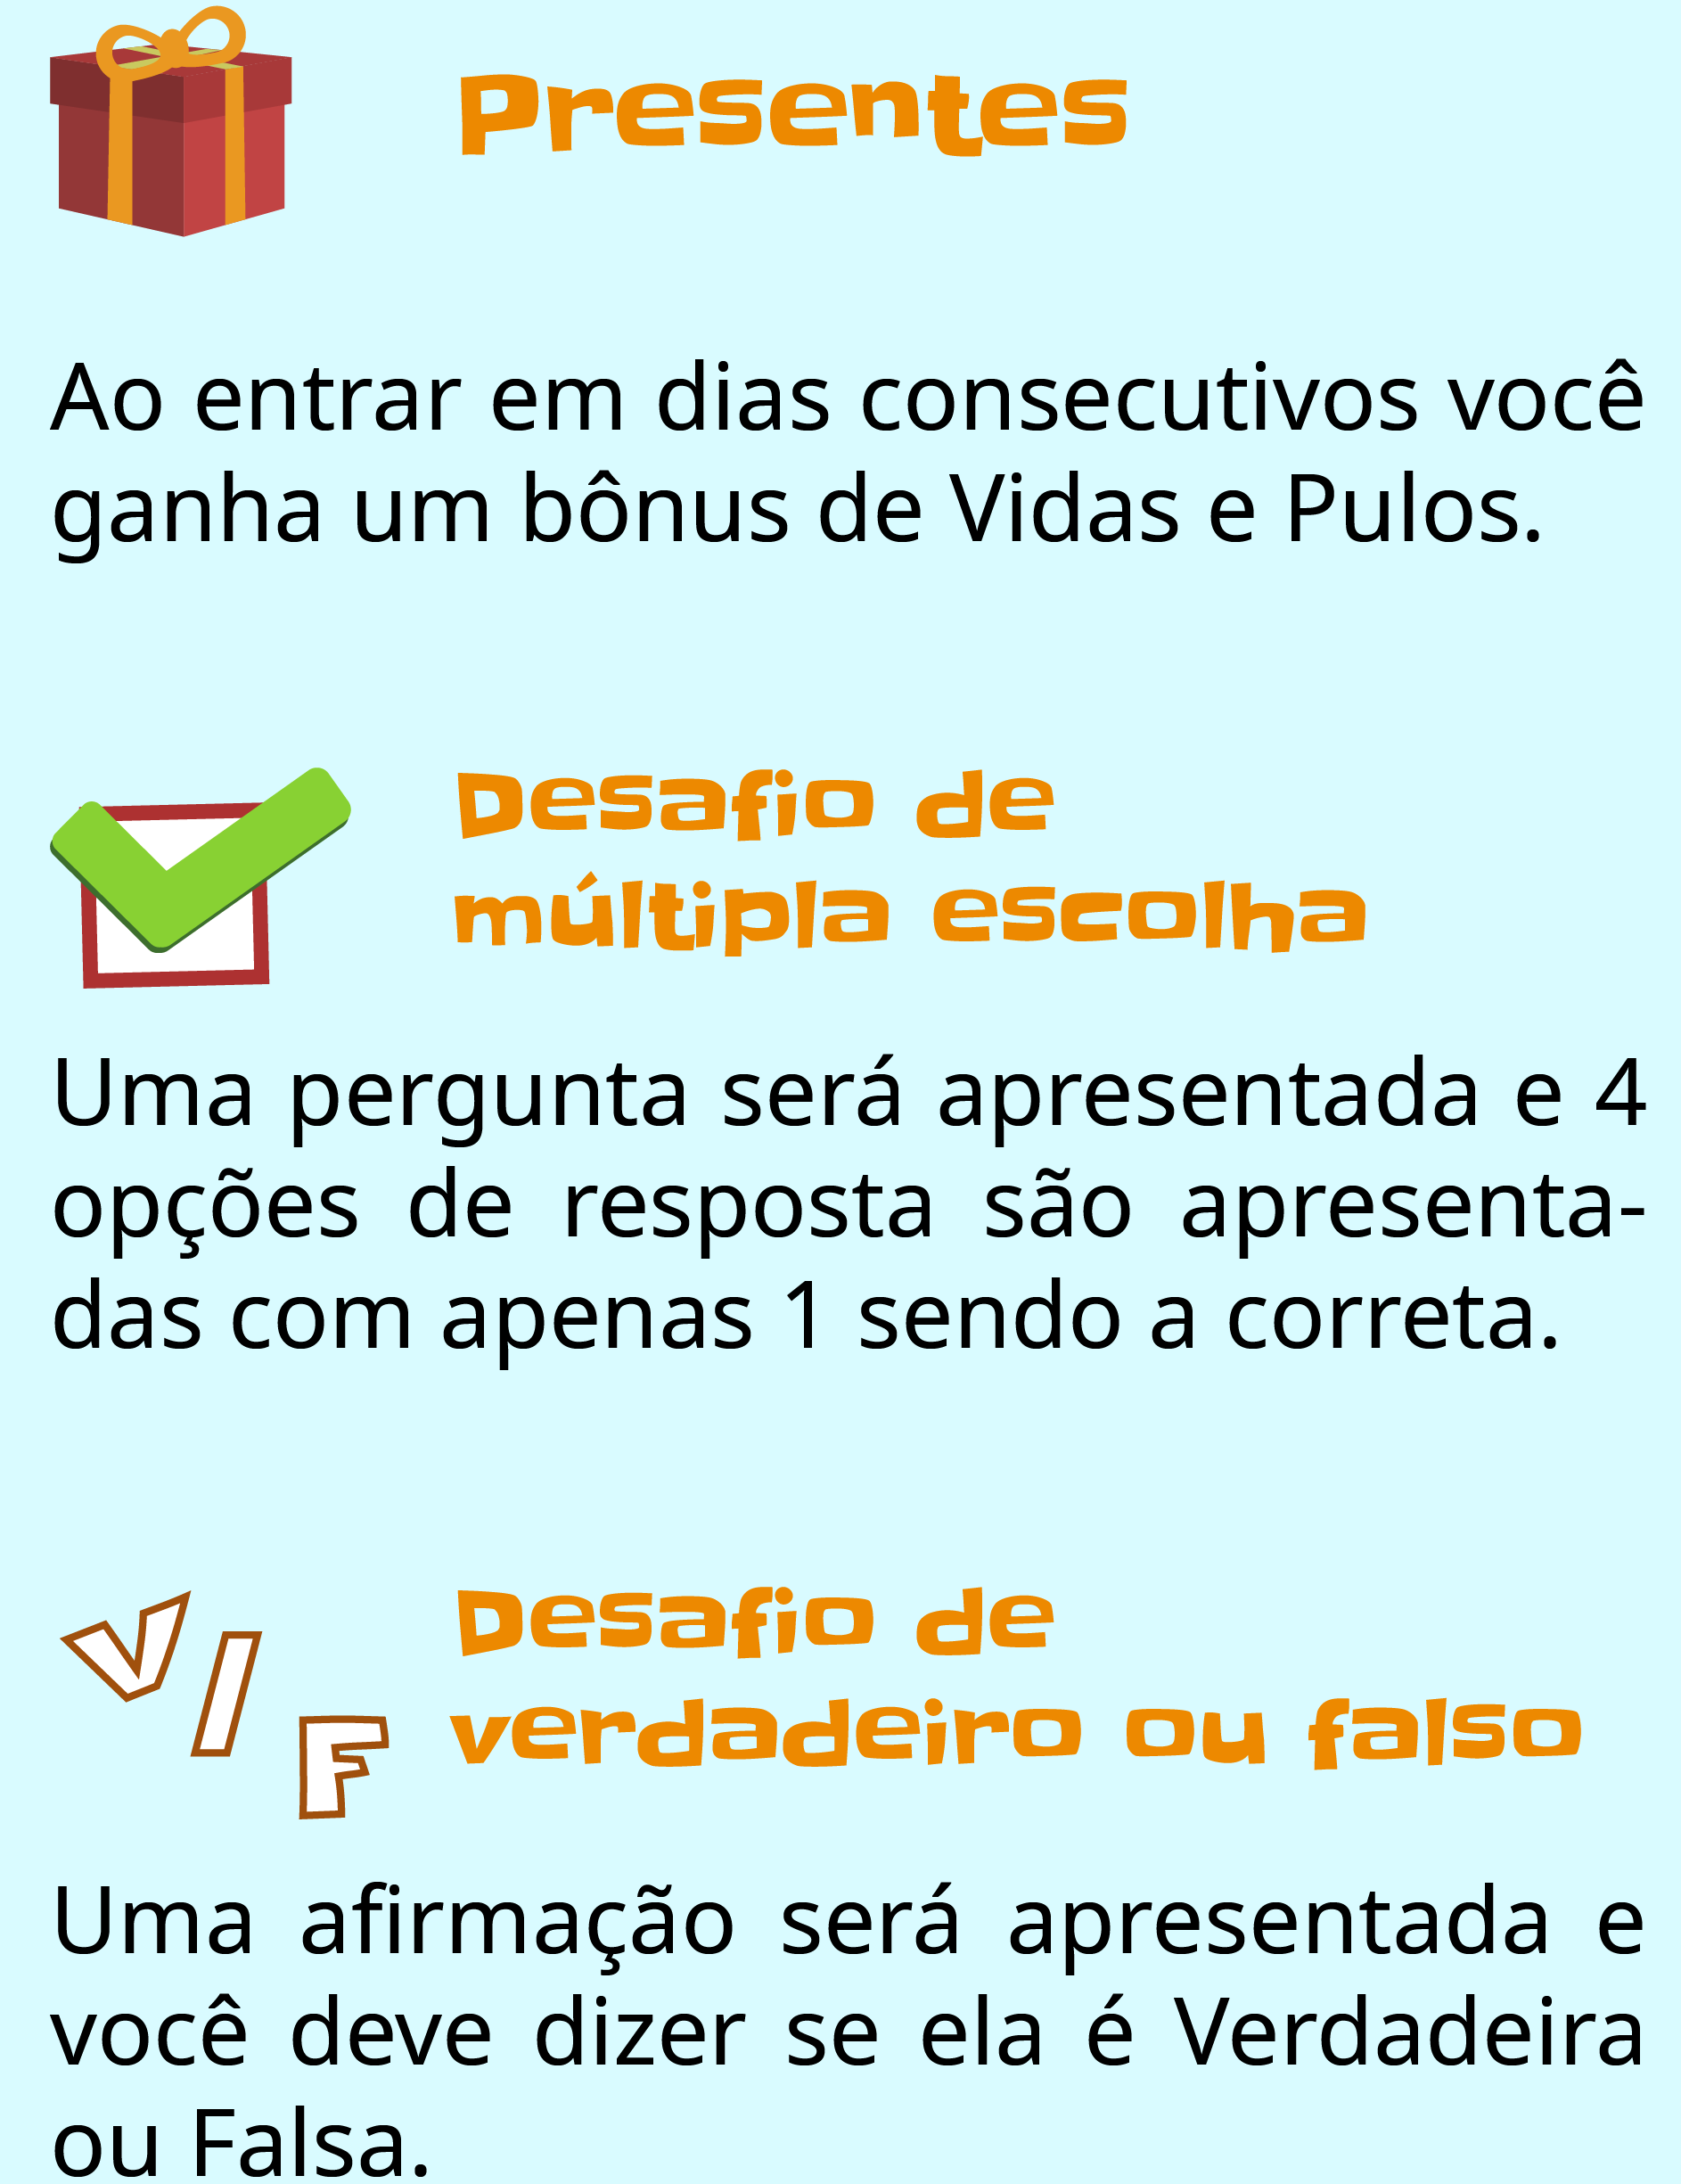 Presentes
Ao entrar em dias consecutivos você
ganha um bônus de Vidas e Pulos.
Desafio de
múltipla escolha
Uma pergunta será apresentada e 4
opções de resposta são apresenta-
das com apenas 1 sendo a correta.
V/F
Desafio de
verdadeiro ou falso
Uma afirmação será apresentada e
você deve dizer se ela é Verdadeira
ou Falsa.